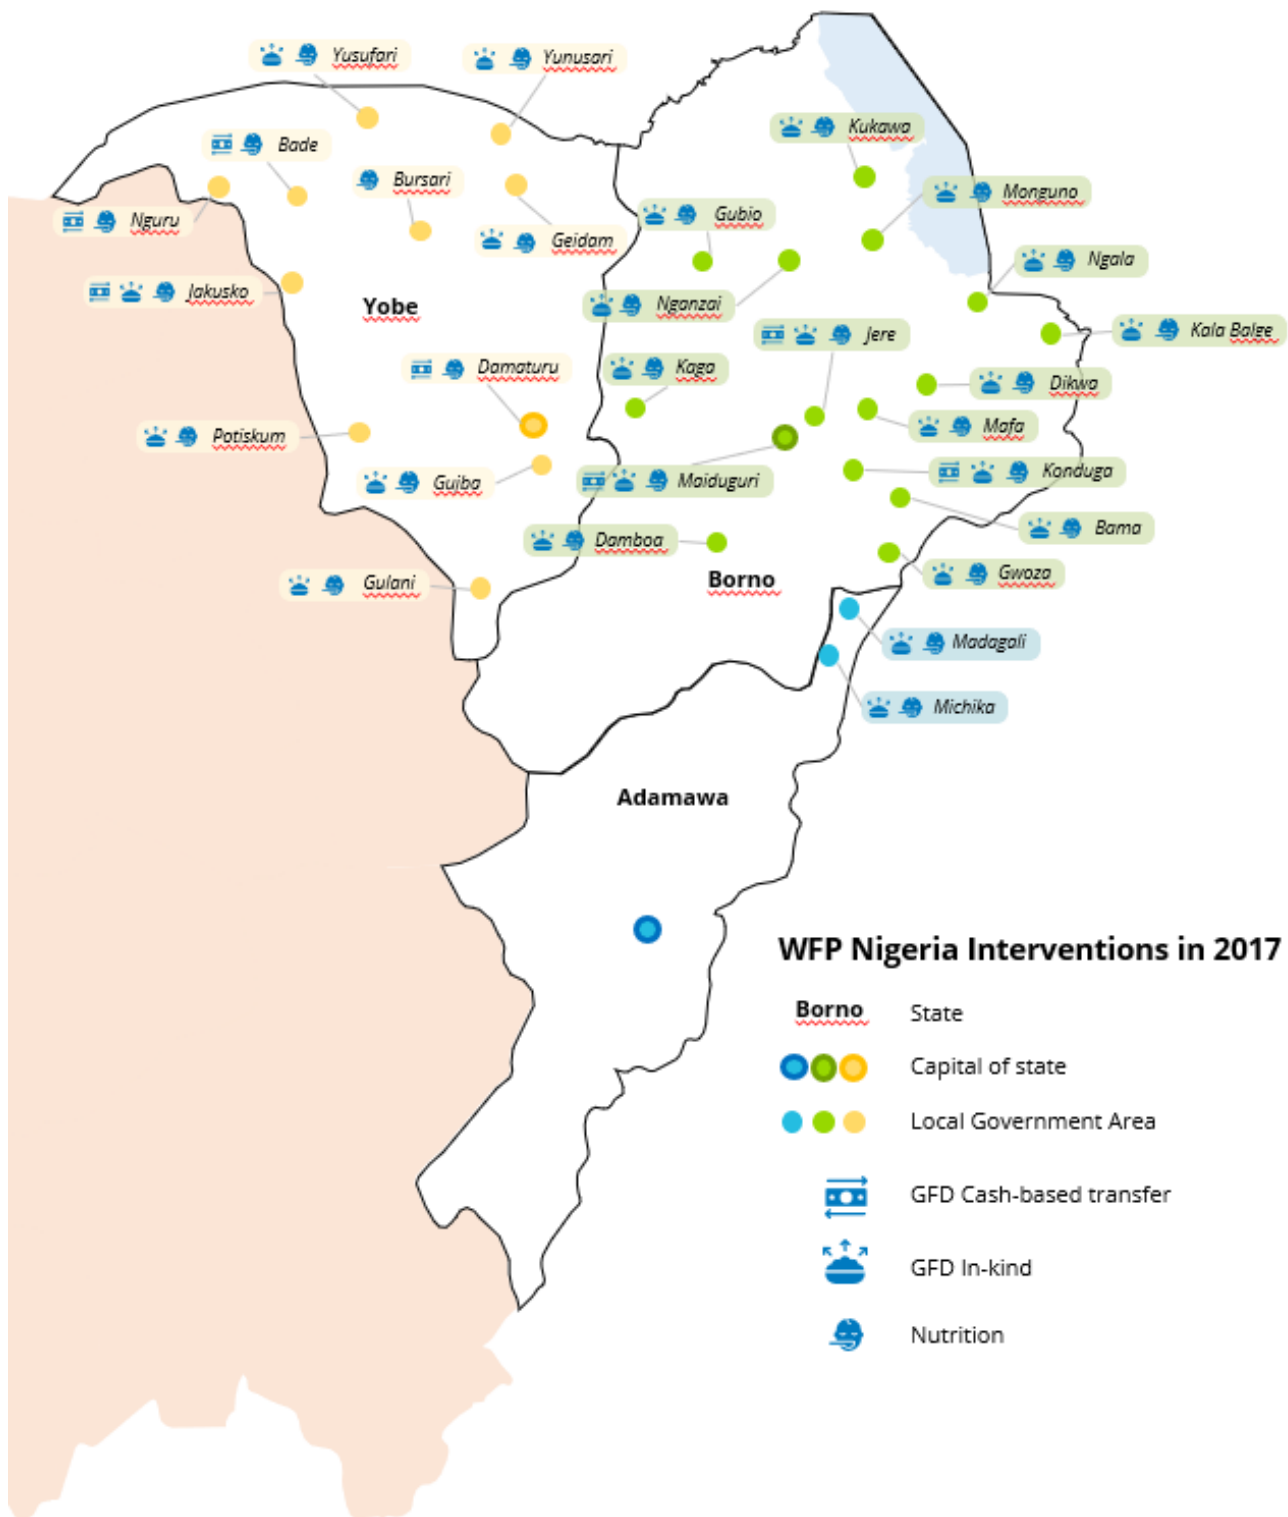 Yusufari
Yunusari
Kukawa
Bade
Bursari
Monguno
Nguru
Gubio
Geidam
Ngala
Jakusko
Nganzai
Yobe
Jere
Kala Balge
Damaturu
Kaga
Dikwa
Potiskum
Mafa
Gujba
Maiduguri
Konduga
Bama
Damboa
Gulani
Borno
Gwoza
Madagali
Michika
Adamawa
WFP Nigeria Interventions in 2017
Borno State
Capital of state
Local Government Area
GFD Cash-based transfer
GFD In-kind
Nutrition